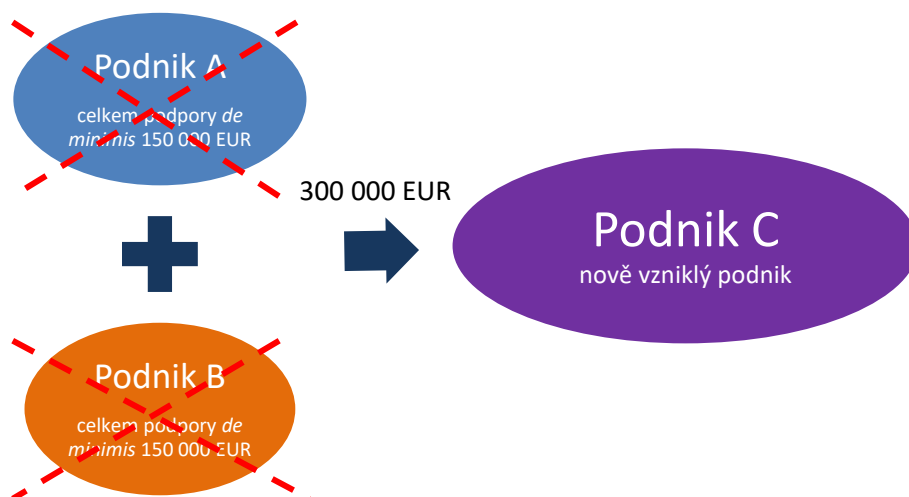 Podnik A
celkem podpory de
minimis 150 000 EUR
300 000 EUR
Podnik C
nově vzniklý podnik
Podnik B
celkem podpory de
minimis 150 000 EUR